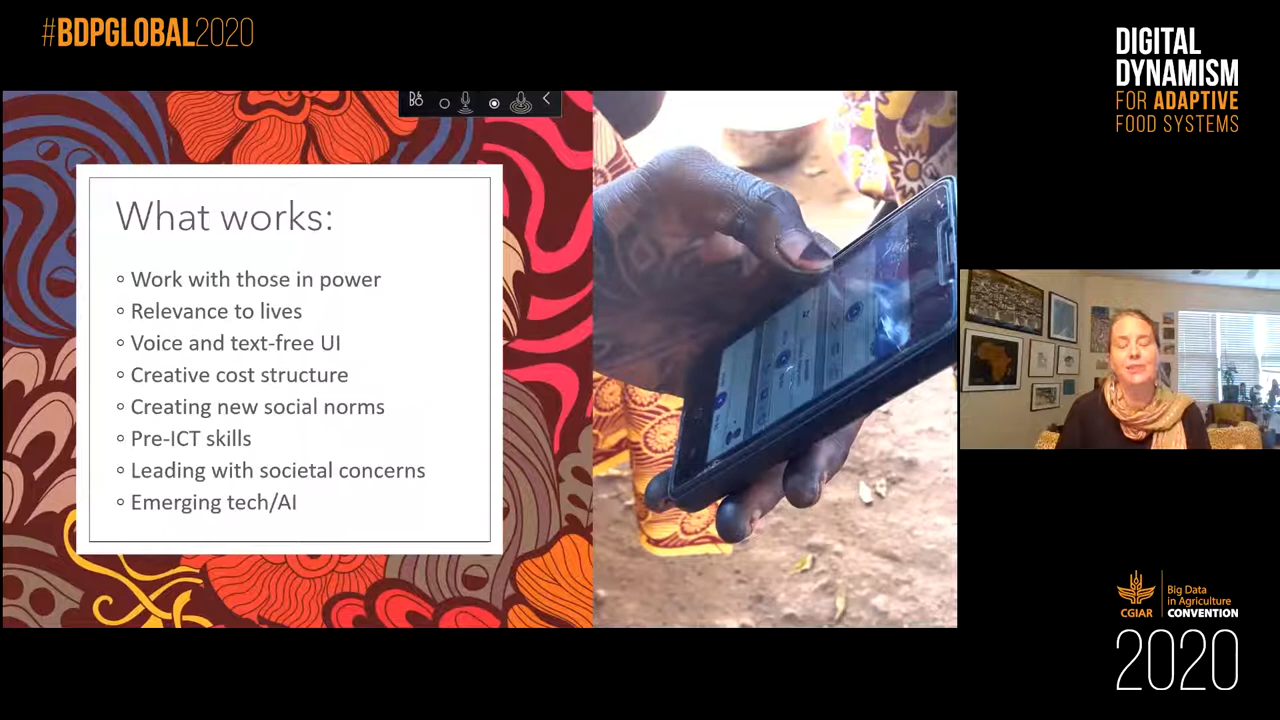 #BDPGLOBAL2020
DIGITAL
DYNAMISM
FOR ADAPTIVE
FOOD SYSTEMS
What works:
Work with those in power
Relevance to lives
Voice and text-free UI
Creative cost structure
Creating new social norms
Pre-ICT skills
Leading with societal concerns
Emerging tech/AI
CGIAR
Big Data
in Agriculture
CONVENTION
2020